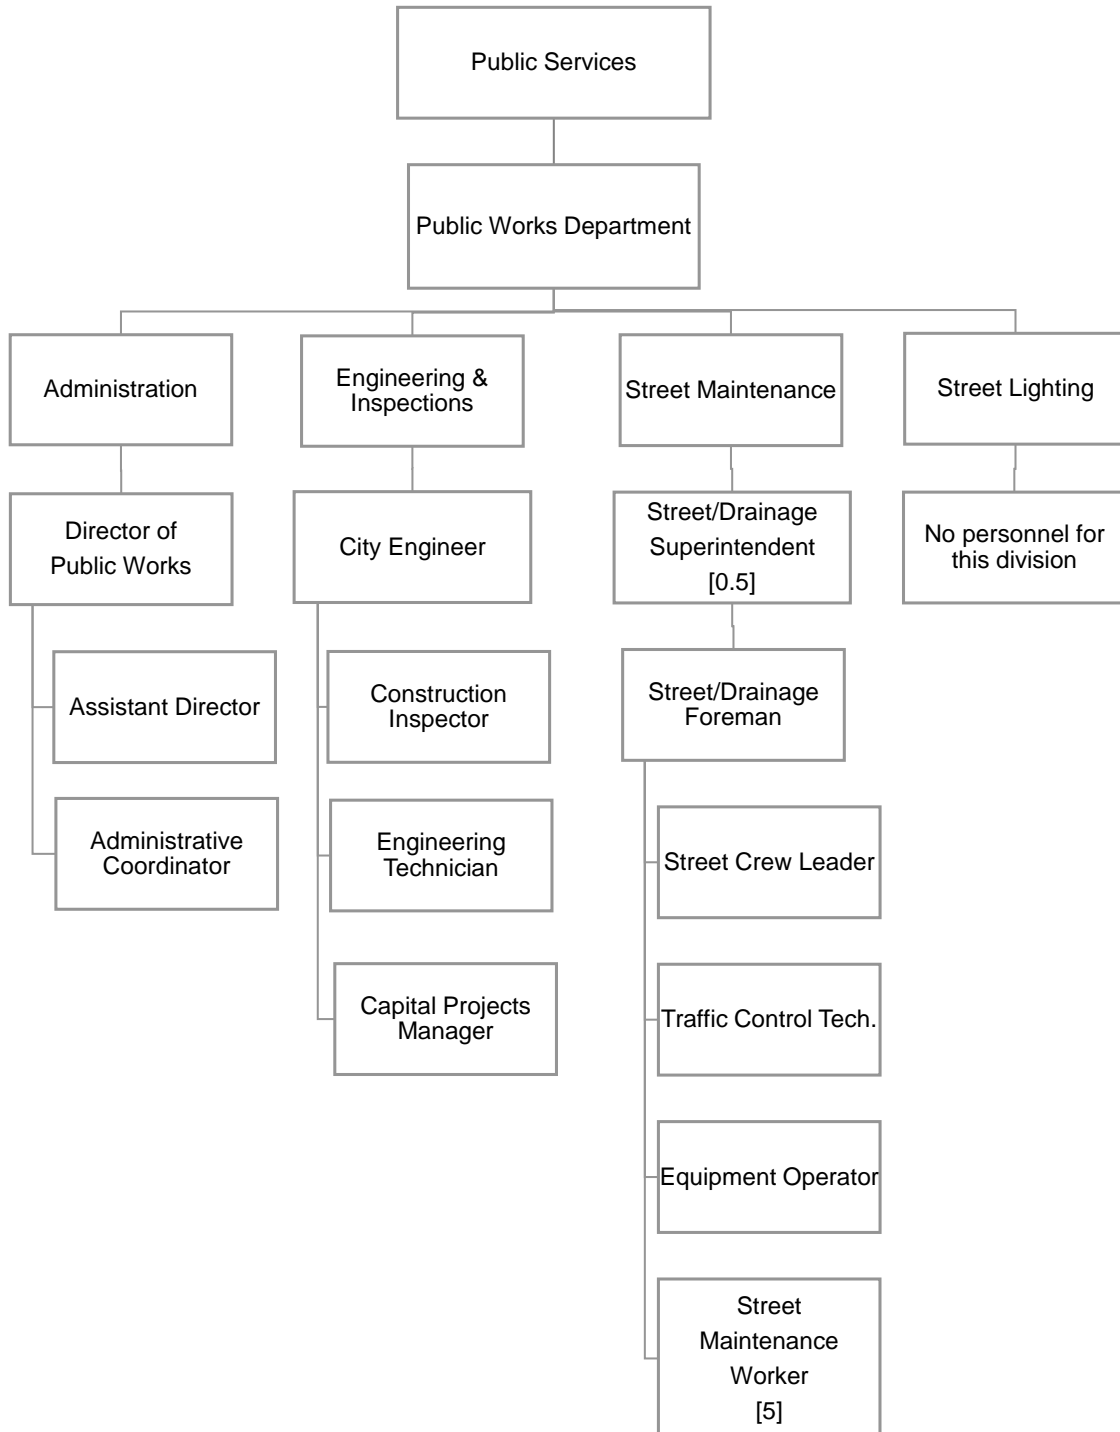 Public Services
Public Works Department
Administration
Engineering &
Inspections
Street Maintenance
Street Lighting
Director of
Public Works
City Engineer
Street/Drainage
Superintendent
[0.5]
No personnel for
this division
Assistant Director
Construction
Inspector
Street/Drainage
Foreman
Administrative
Coordinator
Engineering
Technician
Street Crew Leader
Capital Projects
Manager
Traffic Control Tech.
Equipment Operator
Street
Maintenance
Worker
[5]